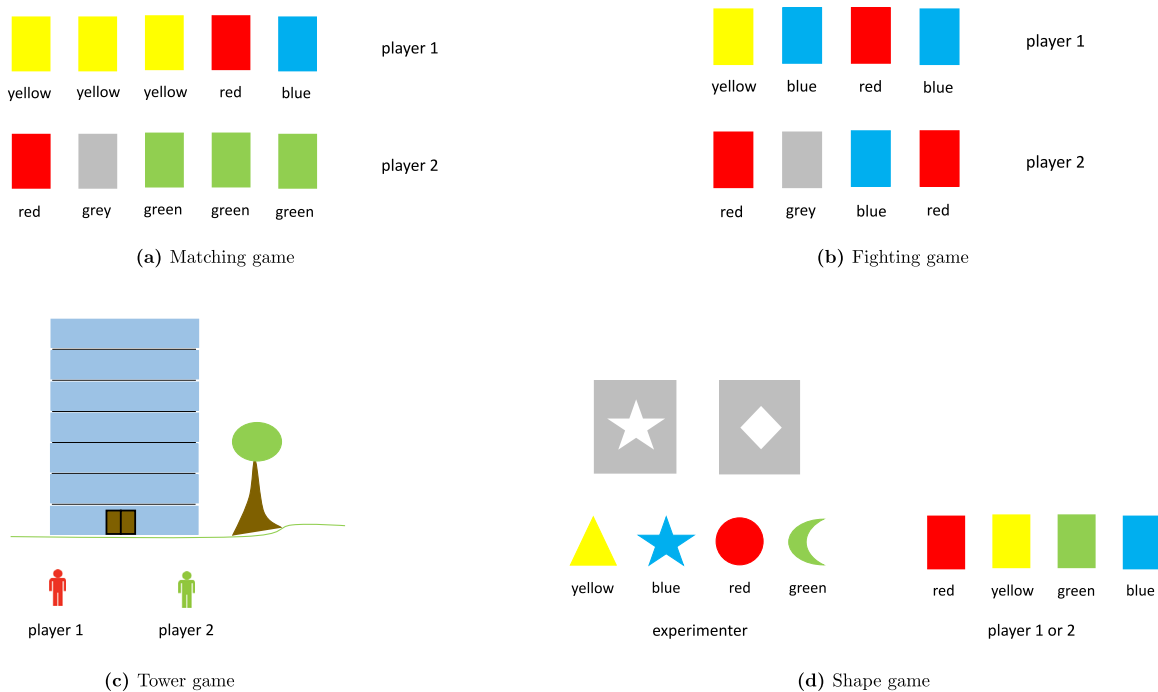 player 1
yellow yellow yellow red blue
player 2
red grey green green green
(a) Matching game
player 1
yellow blue red blue
player 2
red grey blue red
(b) Fighting game
player 1 player 2
(c) Tower game
yellow blue red green
experimenter
red yellow green blue
player 1 or 2
(d) Shape game